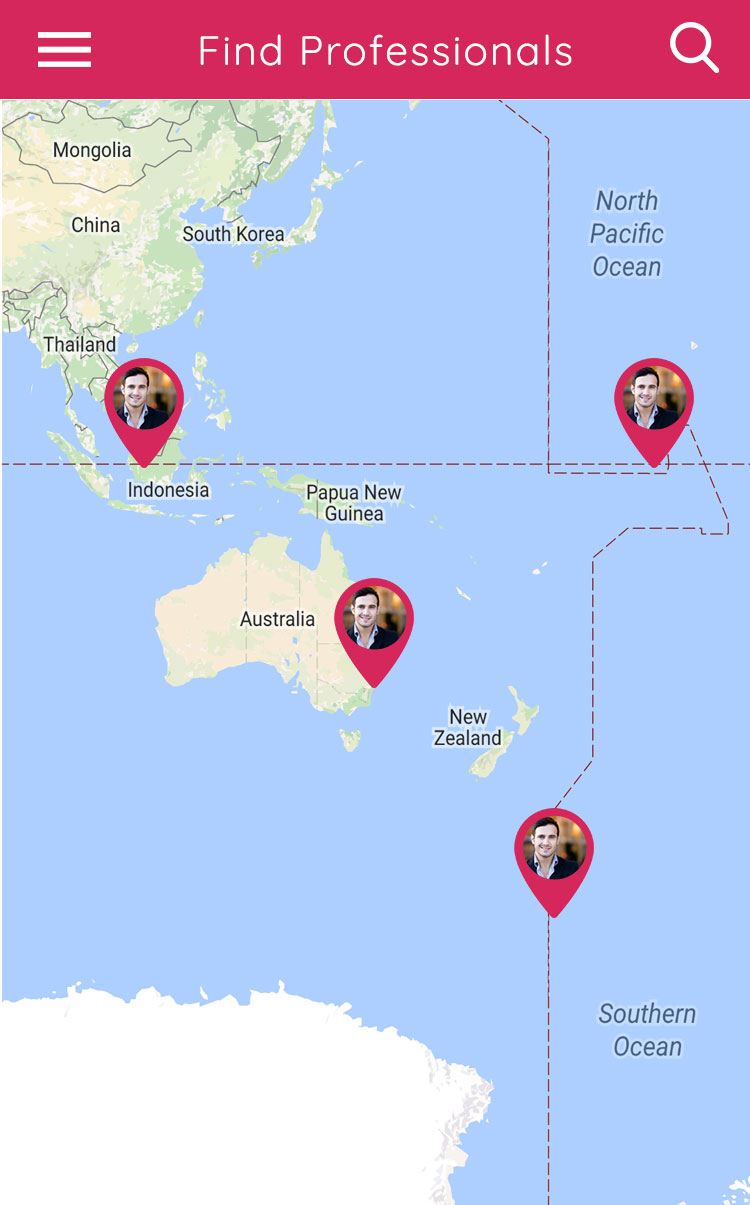 Find Professionals
Mongolia
North
Pacific
Ocean
China
South Korea
Thailand
Indonesia
Papua New
Guinea
Australia
New
Zealand
Southern
Ocean